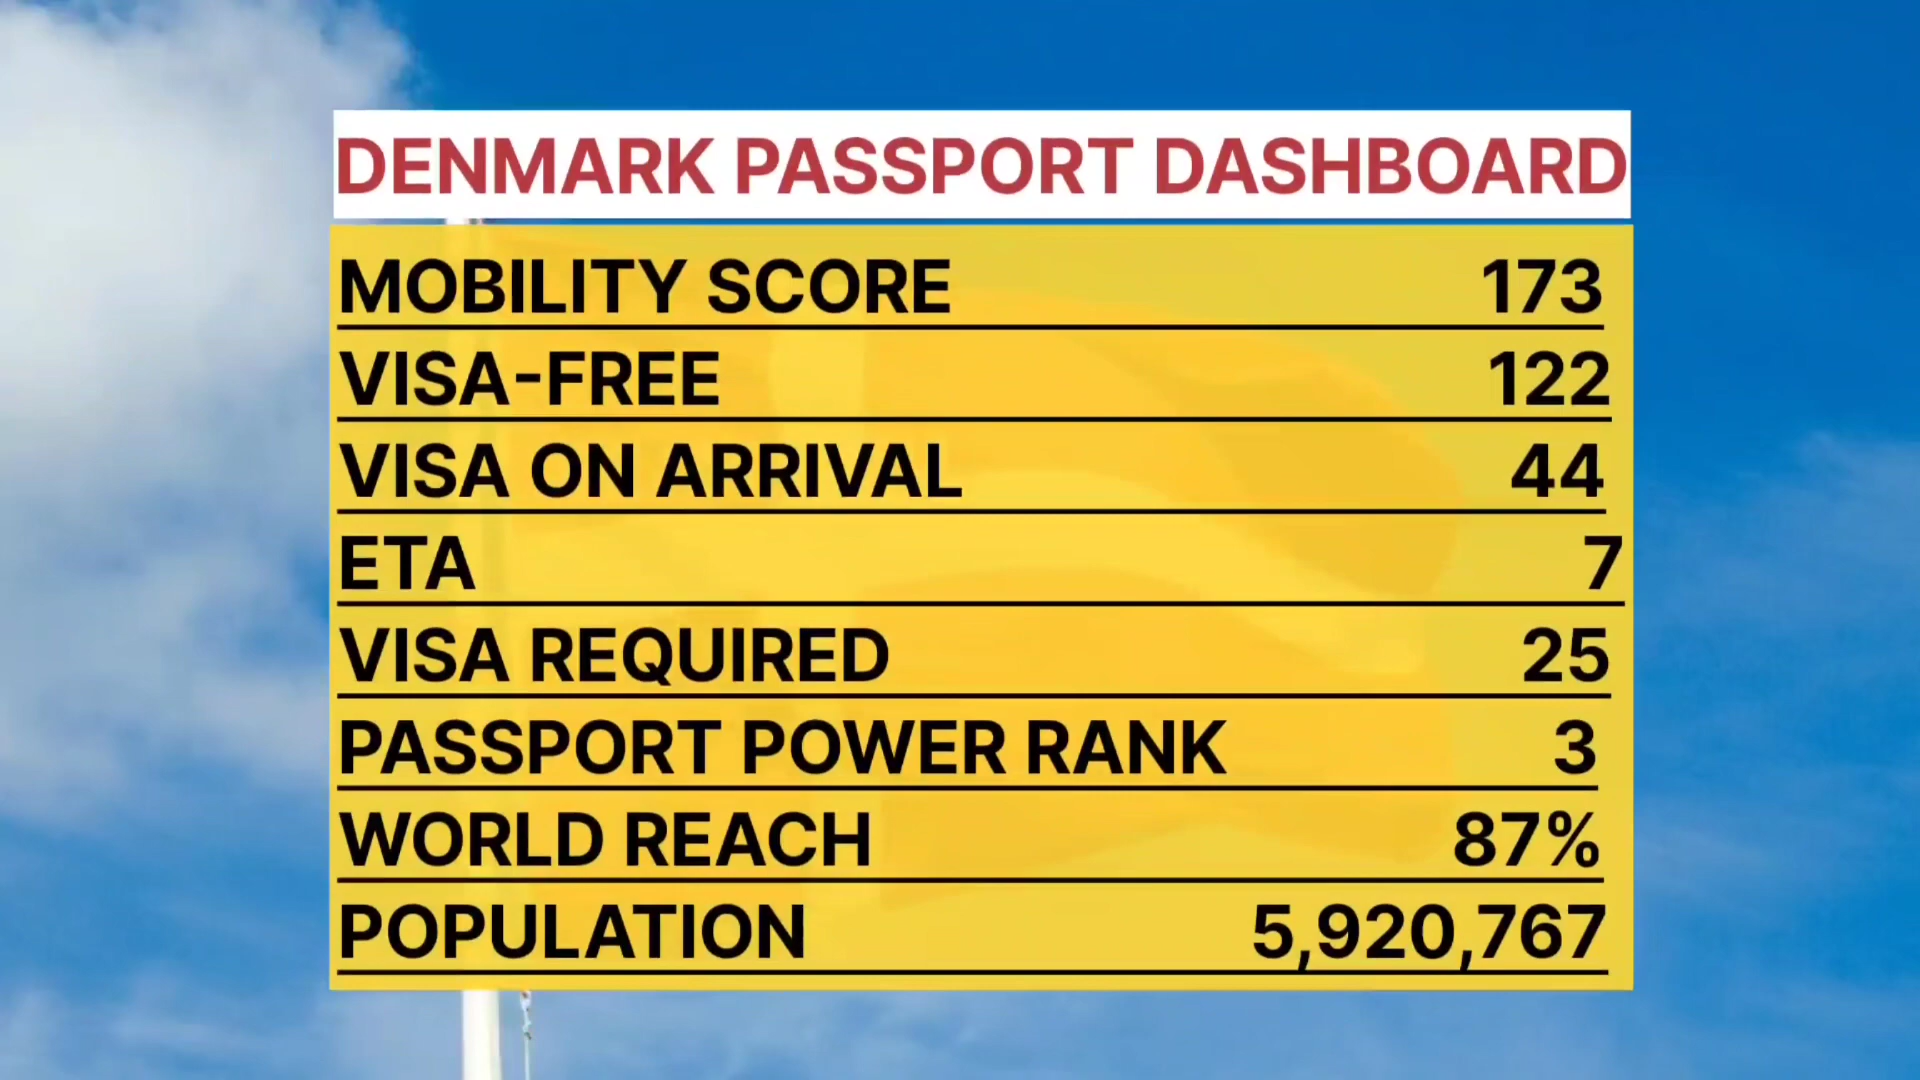 DENMARK PASSPORT DASHBOARD
MOBILITY SCORE 173
VISA-FREE 122
VISA ON ARRIVAL 44
ETA 7
VISA REQUIRED 25
PASSPORT POWER RANK 3
WORLD REACH 87%
POPULATION 5,920,767